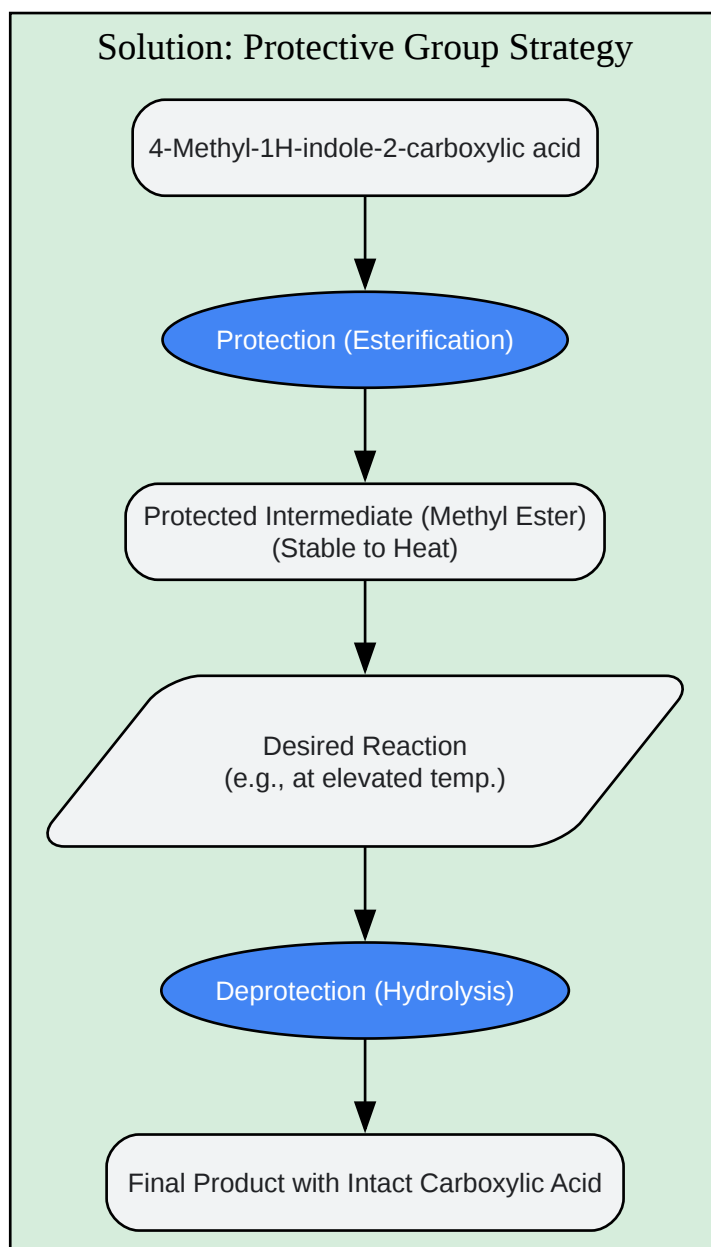 Solution: Protective Group Strategy
4-Methyl-1H-indole-2-carboxylic acid
Protection (Esterification)
Protected Intermediate (Methyl Ester)
(Stable to Heat)
Desired Reaction
(e.g., at elevated temp.)
Deprotection (Hydrolysis)
Final Product with Intact Carboxylic Acid